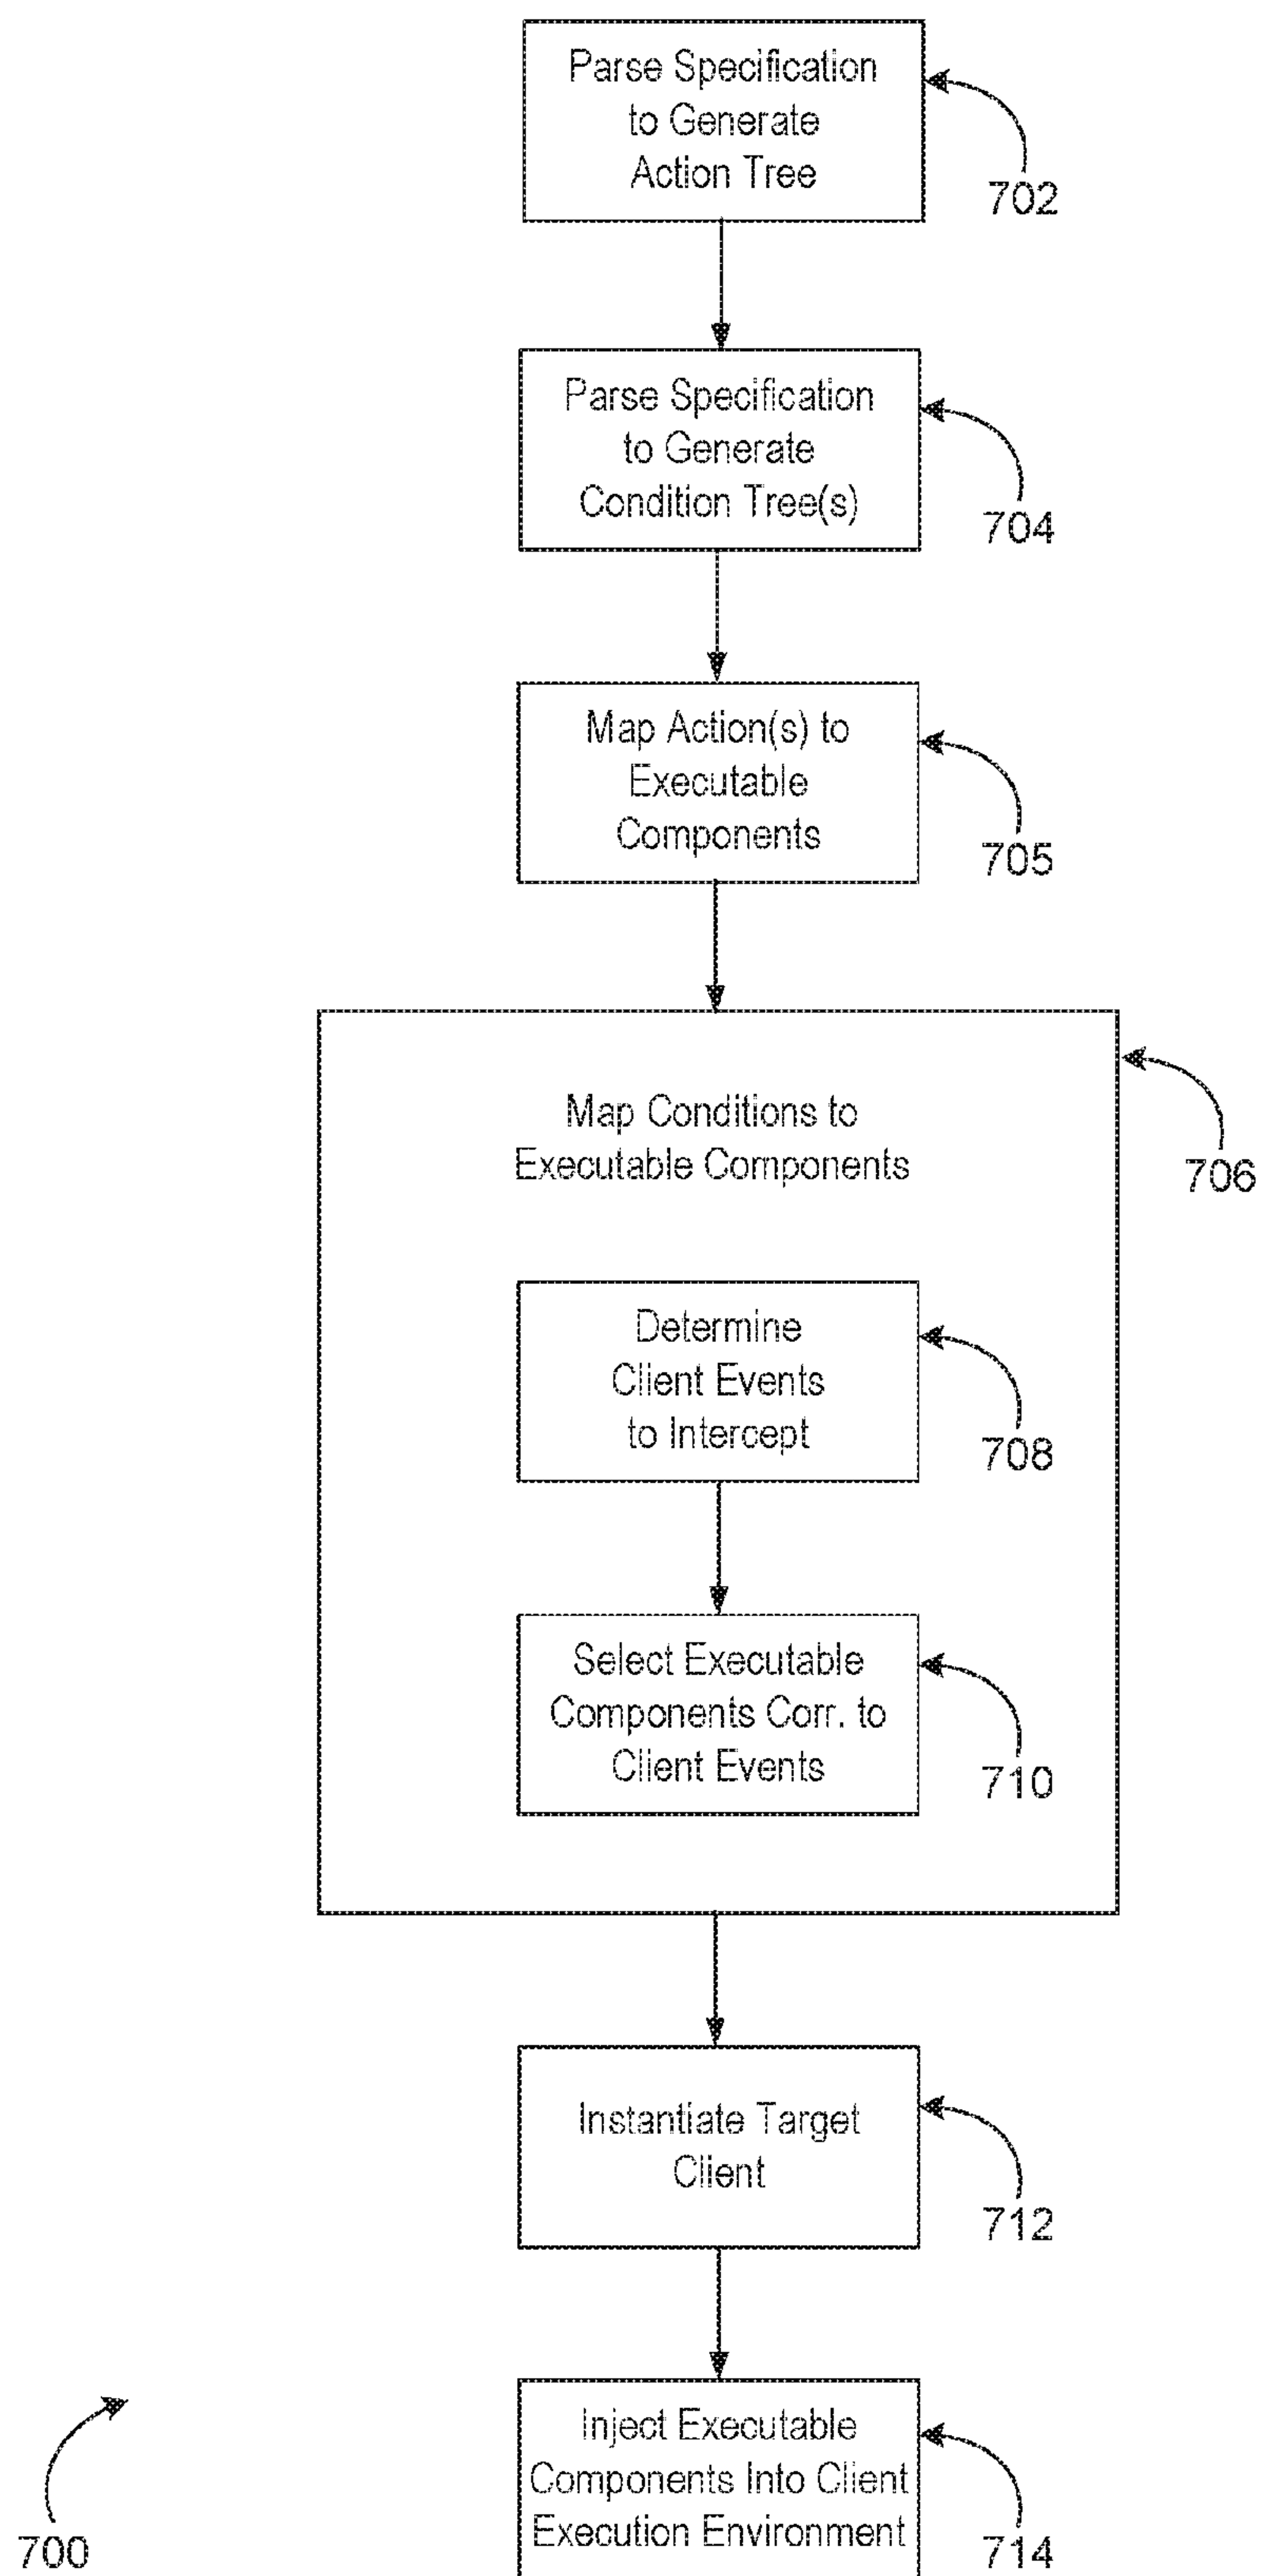 Parse Specification
to Generate
Action Tree
702
Parse Specification
to Generate
Condition Tree(s)
704
Map Action(s) to
Executable
Components
705
Map Conditions to
Executable Components
706
Determine
Client Events
to Intercept
708
Select Executable
Components Corr. to
Client Events
710
Instantiate Target
Client
712
Inject Executable
Components Into Client
Execution Environment
714
700